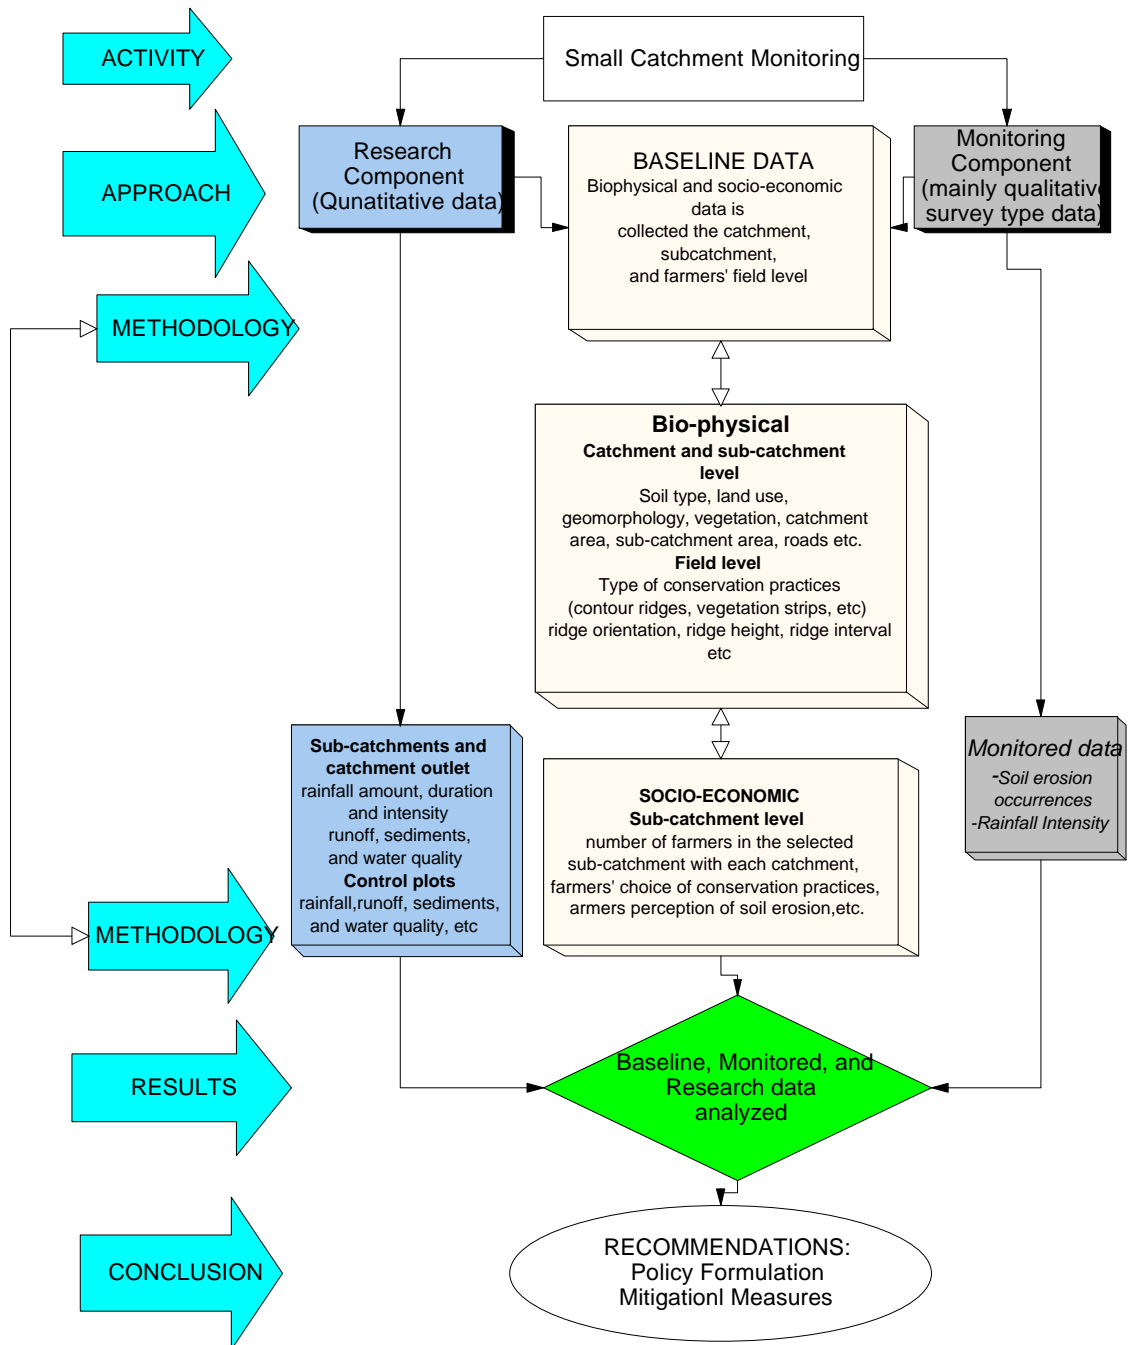 ACTIVITY
Small Catchment Monitoring
APPROACH
Research
Component
(Qunatitative data)
BASELINE DATA
Biophysical and socio-economic
data is
collected the catchment,
subcatchment,
and farmers' field level
Monitoring
Component
(mainly qualitative
survey type data)
METHODOLOGY
Bio-physical
Catchment and sub-catchment
level
Soil type, land use,
geomorphology, vegetation, catchment
area, sub-catchment area, roads etc.
Field level
Type of conservation practices
(contour ridges, vegetation strips, etc)
ridge orientation, ridge height, ridge interval
etc
Sub-catchments and
catchment outlet
rainfall amount, duration
and intensity
runoff, sediments,
and water quality
Control plots
rainfall,runoff, sediments,
and water quality, etc
SOCIO-ECONOMIC
Sub-catchment level
number of farmers in the selected
sub-catchment with each catchment,
farmers' choice of conservation practices,
armers perception of soil erosion,etc.
Monitored data
-Soil erosion
occurrences
-Rainfall Intensity
METHODOLOGY
RESULTS
Baseline, Monitored, and
Research data
analyzed
CONCLUSION
RECOMMENDATIONS:
Policy Formulation
Mitigationl Measures